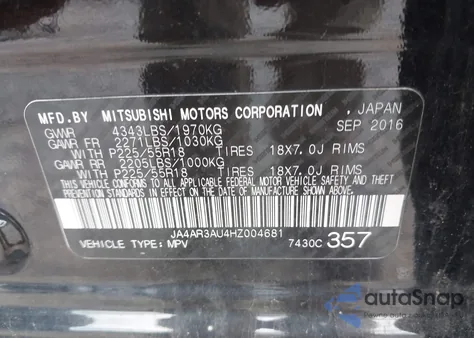 MFD.BY MITSUBISHI MOTORS CORPORATION , JAPAN
GVWR 4343LBS/1970KG SEP 2016
GAWR FR 2271LBS/1030KG
WITH P225/55R18 TIRES 18X7.0J RIMS
GAWR RR 2205LBS/1000KG
WITH P225/55R18 TIRES 18X7.0J RIMS
THIS VEHICLE CONFORMS TO ALL APPLICABLE FEDERAL MOTOR VEHICLE SAFETY, BUMPER AND THEFT
PREVENTION STANDARDS IN EFFECT ON THE DATE OF MANUFACTURE SHOWN ABOVE.
JA4AR3AU4HZ004681
VEHICLE TYPE: MPV 7430C 357
autoSnap